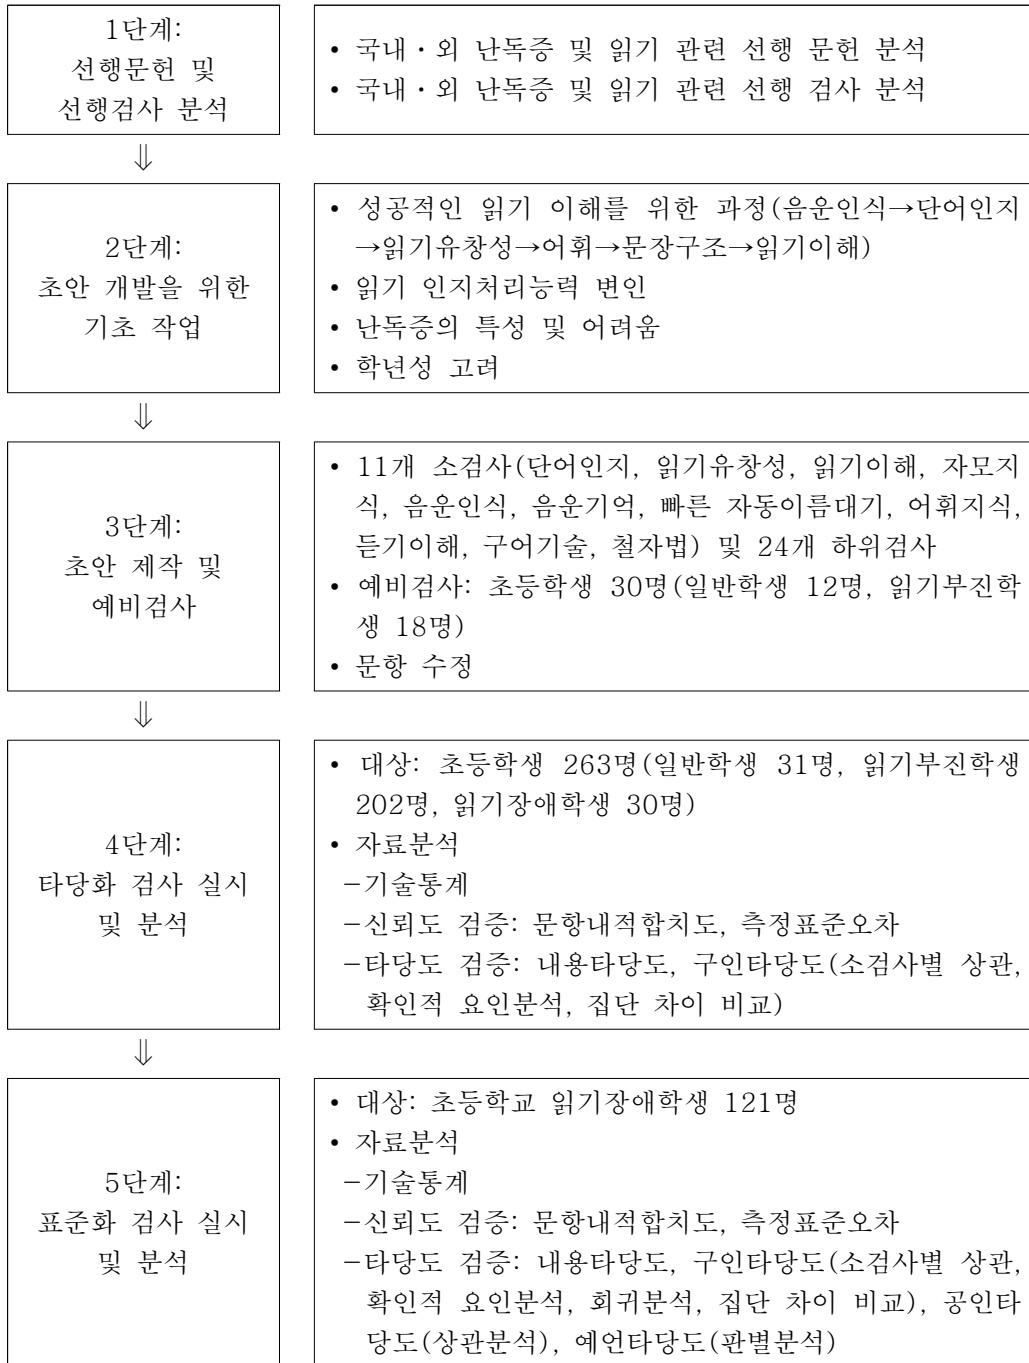 1단계:
선행문헌 및
선행검사 분석
• 국내・외 난독증 및 읽기 관련 선행 문헌 분석
• 국내・외 난독증 및 읽기 관련 선행 검사 분석
⇓
2단계:
초안 개발을 위한
기초 작업
• 성공적인 읽기 이해를 위한 과정(음운인식→단어인지
→읽기유창성→어휘→문장구조→읽기이해)
• 읽기 인지처리능력 변인
• 난독증의 특성 및 어려움
• 학년성 고려
⇓
3단계:
초안 제작 및
예비검사
• 11개 소검사(단어인지, 읽기유창성, 읽기이해, 자모지
식, 음운인식, 음운기억, 빠른 자동이름대기, 어휘지식,
듣기이해, 구어기술, 철자법) 및 24개 하위검사
• 예비검사: 초등학생 30명(일반학생 12명, 읽기부진학
생 18명)
• 문항 수정
⇓
4단계:
타당화 검사 실시
및 분석
• 대상: 초등학생 263명(일반학생 31명, 읽기부진학생
202명, 읽기장애학생 30명)
• 자료분석
-기술통계
-신뢰도 검증: 문항내적합치도, 측정표준오차
-타당도 검증: 내용타당도, 구인타당도(소검사별 상관,
확인적 요인분석, 집단 차이 비교)
⇓
5단계:
표준화 검사 실시
및 분석
• 대상: 초등학교 읽기장애학생 121명
• 자료분석
-기술통계
-신뢰도 검증: 문항내적합치도, 측정표준오차
-타당도 검증: 내용타당도, 구인타당도(소검사별 상관,
확인적 요인분석, 회귀분석, 집단 차이 비교), 공인타
당도(상관분석), 예언타당도(판별분석)